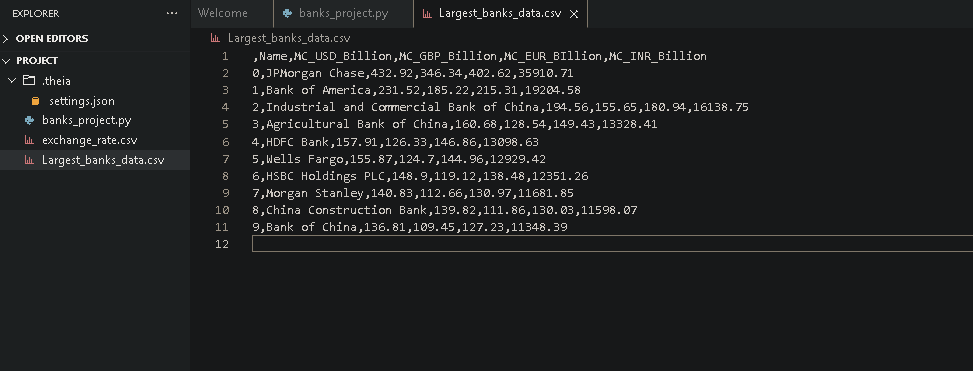 EXPLORER ...
OPEN EDITORS
PROJECT
.theia
settings.json
banks_project.py
exchange_rate.csv
Largest_banks_data.csv
Welcome banks_project.py Largest_banks_data.csv
Largest_banks_data.csv
1 ,Name,MC_USD_Billion,MC_GBP_Billion,MC_EUR_BIllion,MC_INR_Billion
2 0,JPMorgan Chase,432.92,346.34,402.62,35910.71
3 1,Bank of America,231.52,185.22,215.31,19204.58
4 2,Industrial and Commercial Bank of China,194.56,155.65,180.94,16138.75
5 3,Agricultural Bank of China,160.68,128.54,149.43,13328.41
6 4,HDFC Bank,157.91,126.33,146.86,13098.63
7 5,Wells Fargo,155.87,124.7,144.96,12929.42
8 6,HSBC Holdings PLC,148.9,119.12,138.48,12351.26
9 7,Morgan Stanley,140.83,112.66,130.97,11681.85
10 8,China Construction Bank,139.82,111.86,130.03,11598.07
11 9,Bank of China,136.81,109.45,127.23,11348.39
12